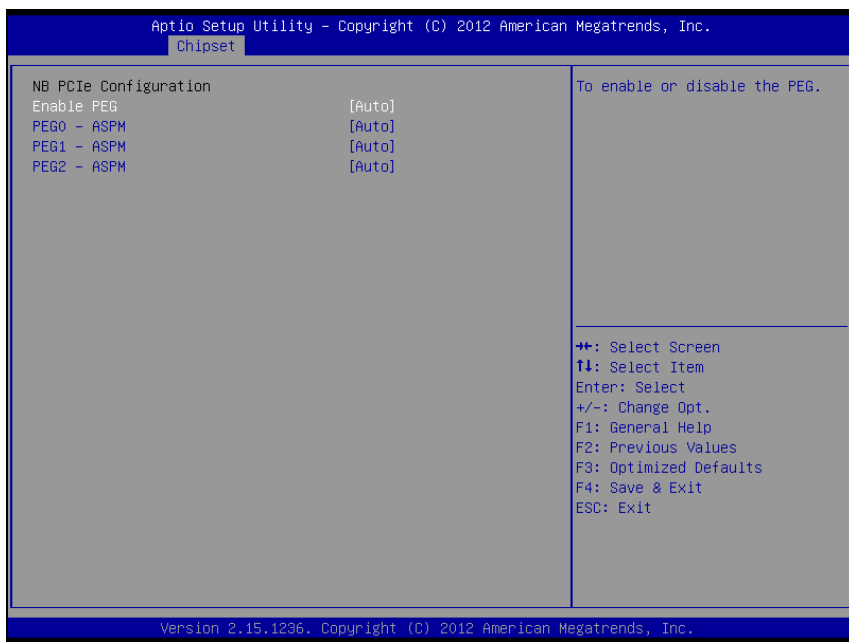 Aptio Setup Utility – Copyright (C) 2012 American Megatrends, Inc.
Chipset
NB PCIe Configuration
Enable PEG [Auto]
PEG0 – ASPM [Auto]
PEG1 – ASPM [Auto]
PEG2 – ASPM [Auto]
To enable or disable the PEG.
→←: Select Screen
↑↓: Select Item
Enter: Select
+/-: Change Opt.
F1: General Help
F2: Previous Values
F3: Optimized Defaults
F4: Save & Exit
ESC: Exit
Version 2.15.1236. Copyright (C) 2012 American Megatrends, Inc.